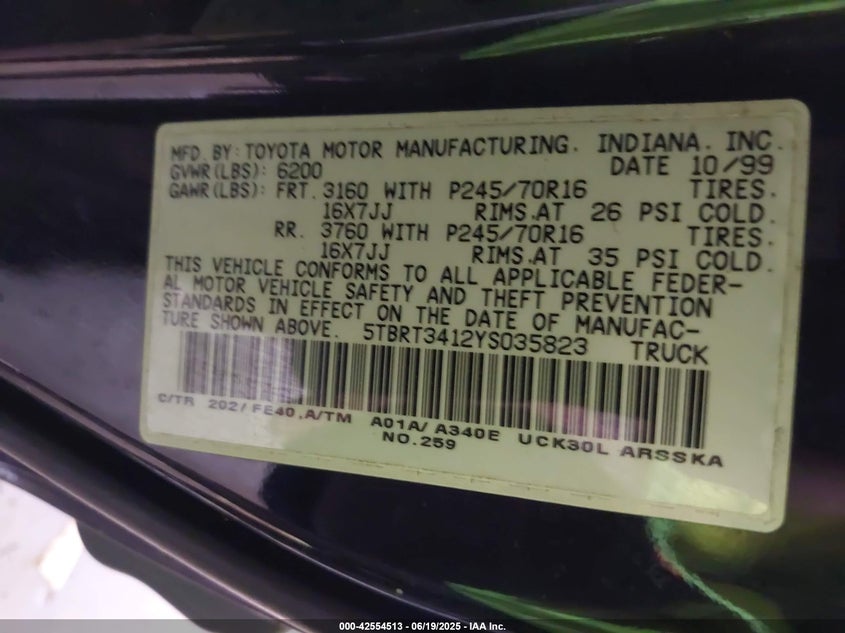 MFD. BY: TOYOTA MOTOR MANUFACTURING. INDIANA. INC.
GVWR(LBS): 6200 DATE 10/99
GAWR(LBS): FRT. 3160 WITH P245/70R16 TIRES.
16X7JJ RIMS.AT 26 PSI COLD.
RR. 3760 WITH P245/70R16 TIRES.
16X7JJ RIMS.AT 35 PSI COLD.
THIS VEHICLE CONFORMS TO ALL APPLICABLE FEDER-
AL MOTOR VEHICLE SAFETY AND THEFT PREVENTION
STANDARDS IN EFFECT ON THE DATE OF MANUFAC-
TURE SHOWN ABOVE. 5TBRT3412YS035823 TRUCK
C/TR 202/FE40,A/TM A01A/A340E UCK30L ARSSKA
NO.259
000-42554513 - 06/19/2025 - IAA Inc.